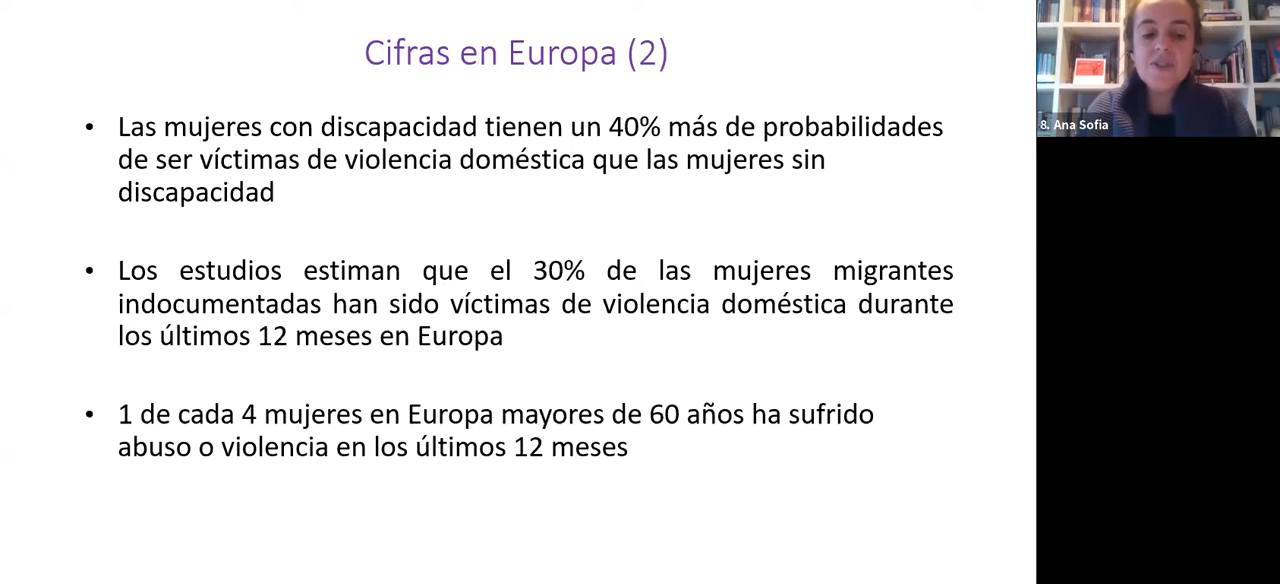 Cifras en Europa (2)
• Las mujeres con discapacidad tienen un 40% más de probabilidades
de ser víctimas de violencia doméstica que las mujeres sin
discapacidad
• Los estudios estiman que el 30% de las mujeres migrantes
indocumentadas han sido víctimas de violencia doméstica durante
los últimos 12 meses en Europa
• 1 de cada 4 mujeres en Europa mayores de 60 años ha sufrido
abuso o violencia en los últimos 12 meses
8. Ana Sofia